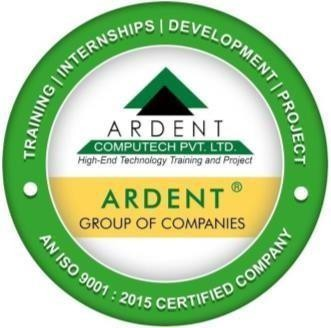 TRAINING | INTERNSHIPS | DEVELOPMENT | PROJECT
ARDENT
COMPUTECH PVT. LTD.
High-End Technology Training and Project
ARDENT ®
GROUP OF COMPANIES
AN ISO 9001 : 2015 CERTIFIED COMPANY